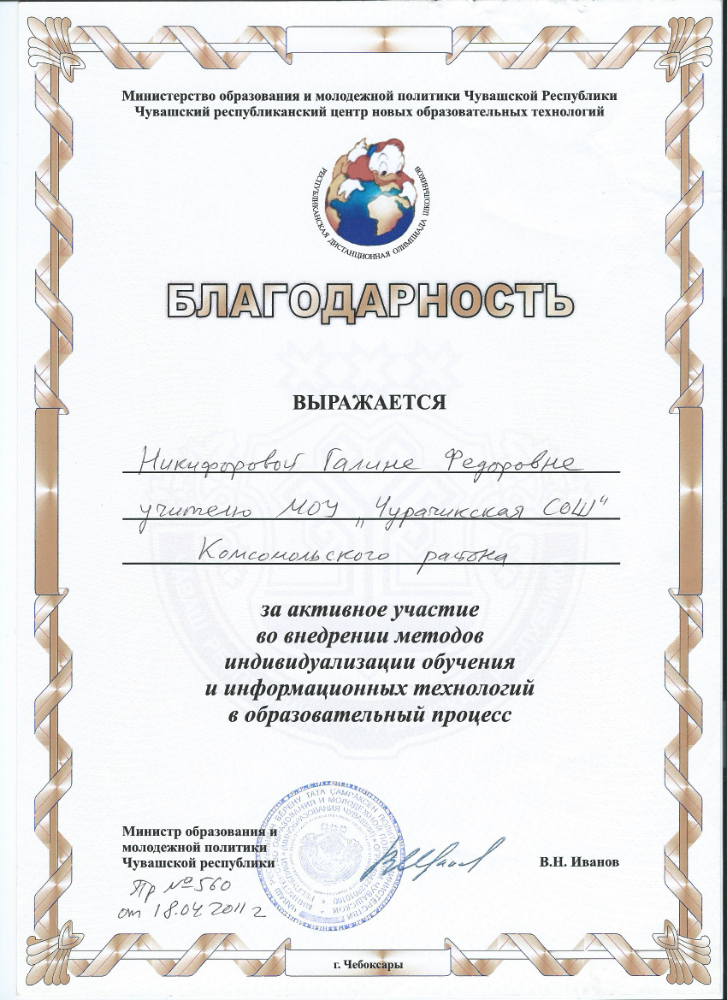 Министерство образования и молодежной политики Чувашской Республики
Чувашский республиканский центр новых образовательных технологий
РЕСПУБЛИКАНСКАЯ ДИСТАНЦИОННАЯ ОЛИМПИАДА ШКОЛЬНИКОВ
БЛАГОДАРНОСТЬ
ВЫРАЖАЕТСЯ
Никифоровой Галине Федоровне
учителю МОУ „Чурачикская СОШ"
Комсомольского района
за активное участие
во внедрении методов
индивидуализации обучения
и информационных технологий
в образовательный процесс
Министр образования и
молодежной политики
Чувашской республики
В.Н. Иванов
Пр №560
от 18.04.2011 г
г. Чебоксары